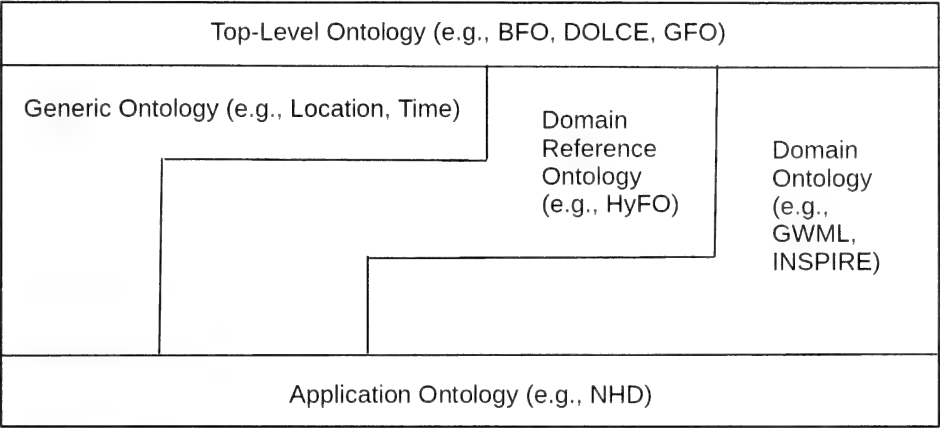 Top-Level Ontology (e.g., BFO, DOLCE, GFO)
Generic Ontology (e.g., Location, Time)
Domain
Reference
Ontology
(e.g., HyFO)
Domain
Ontology
(e.g.,
GWML,
INSPIRE)
Application Ontology (e.g., NHD)